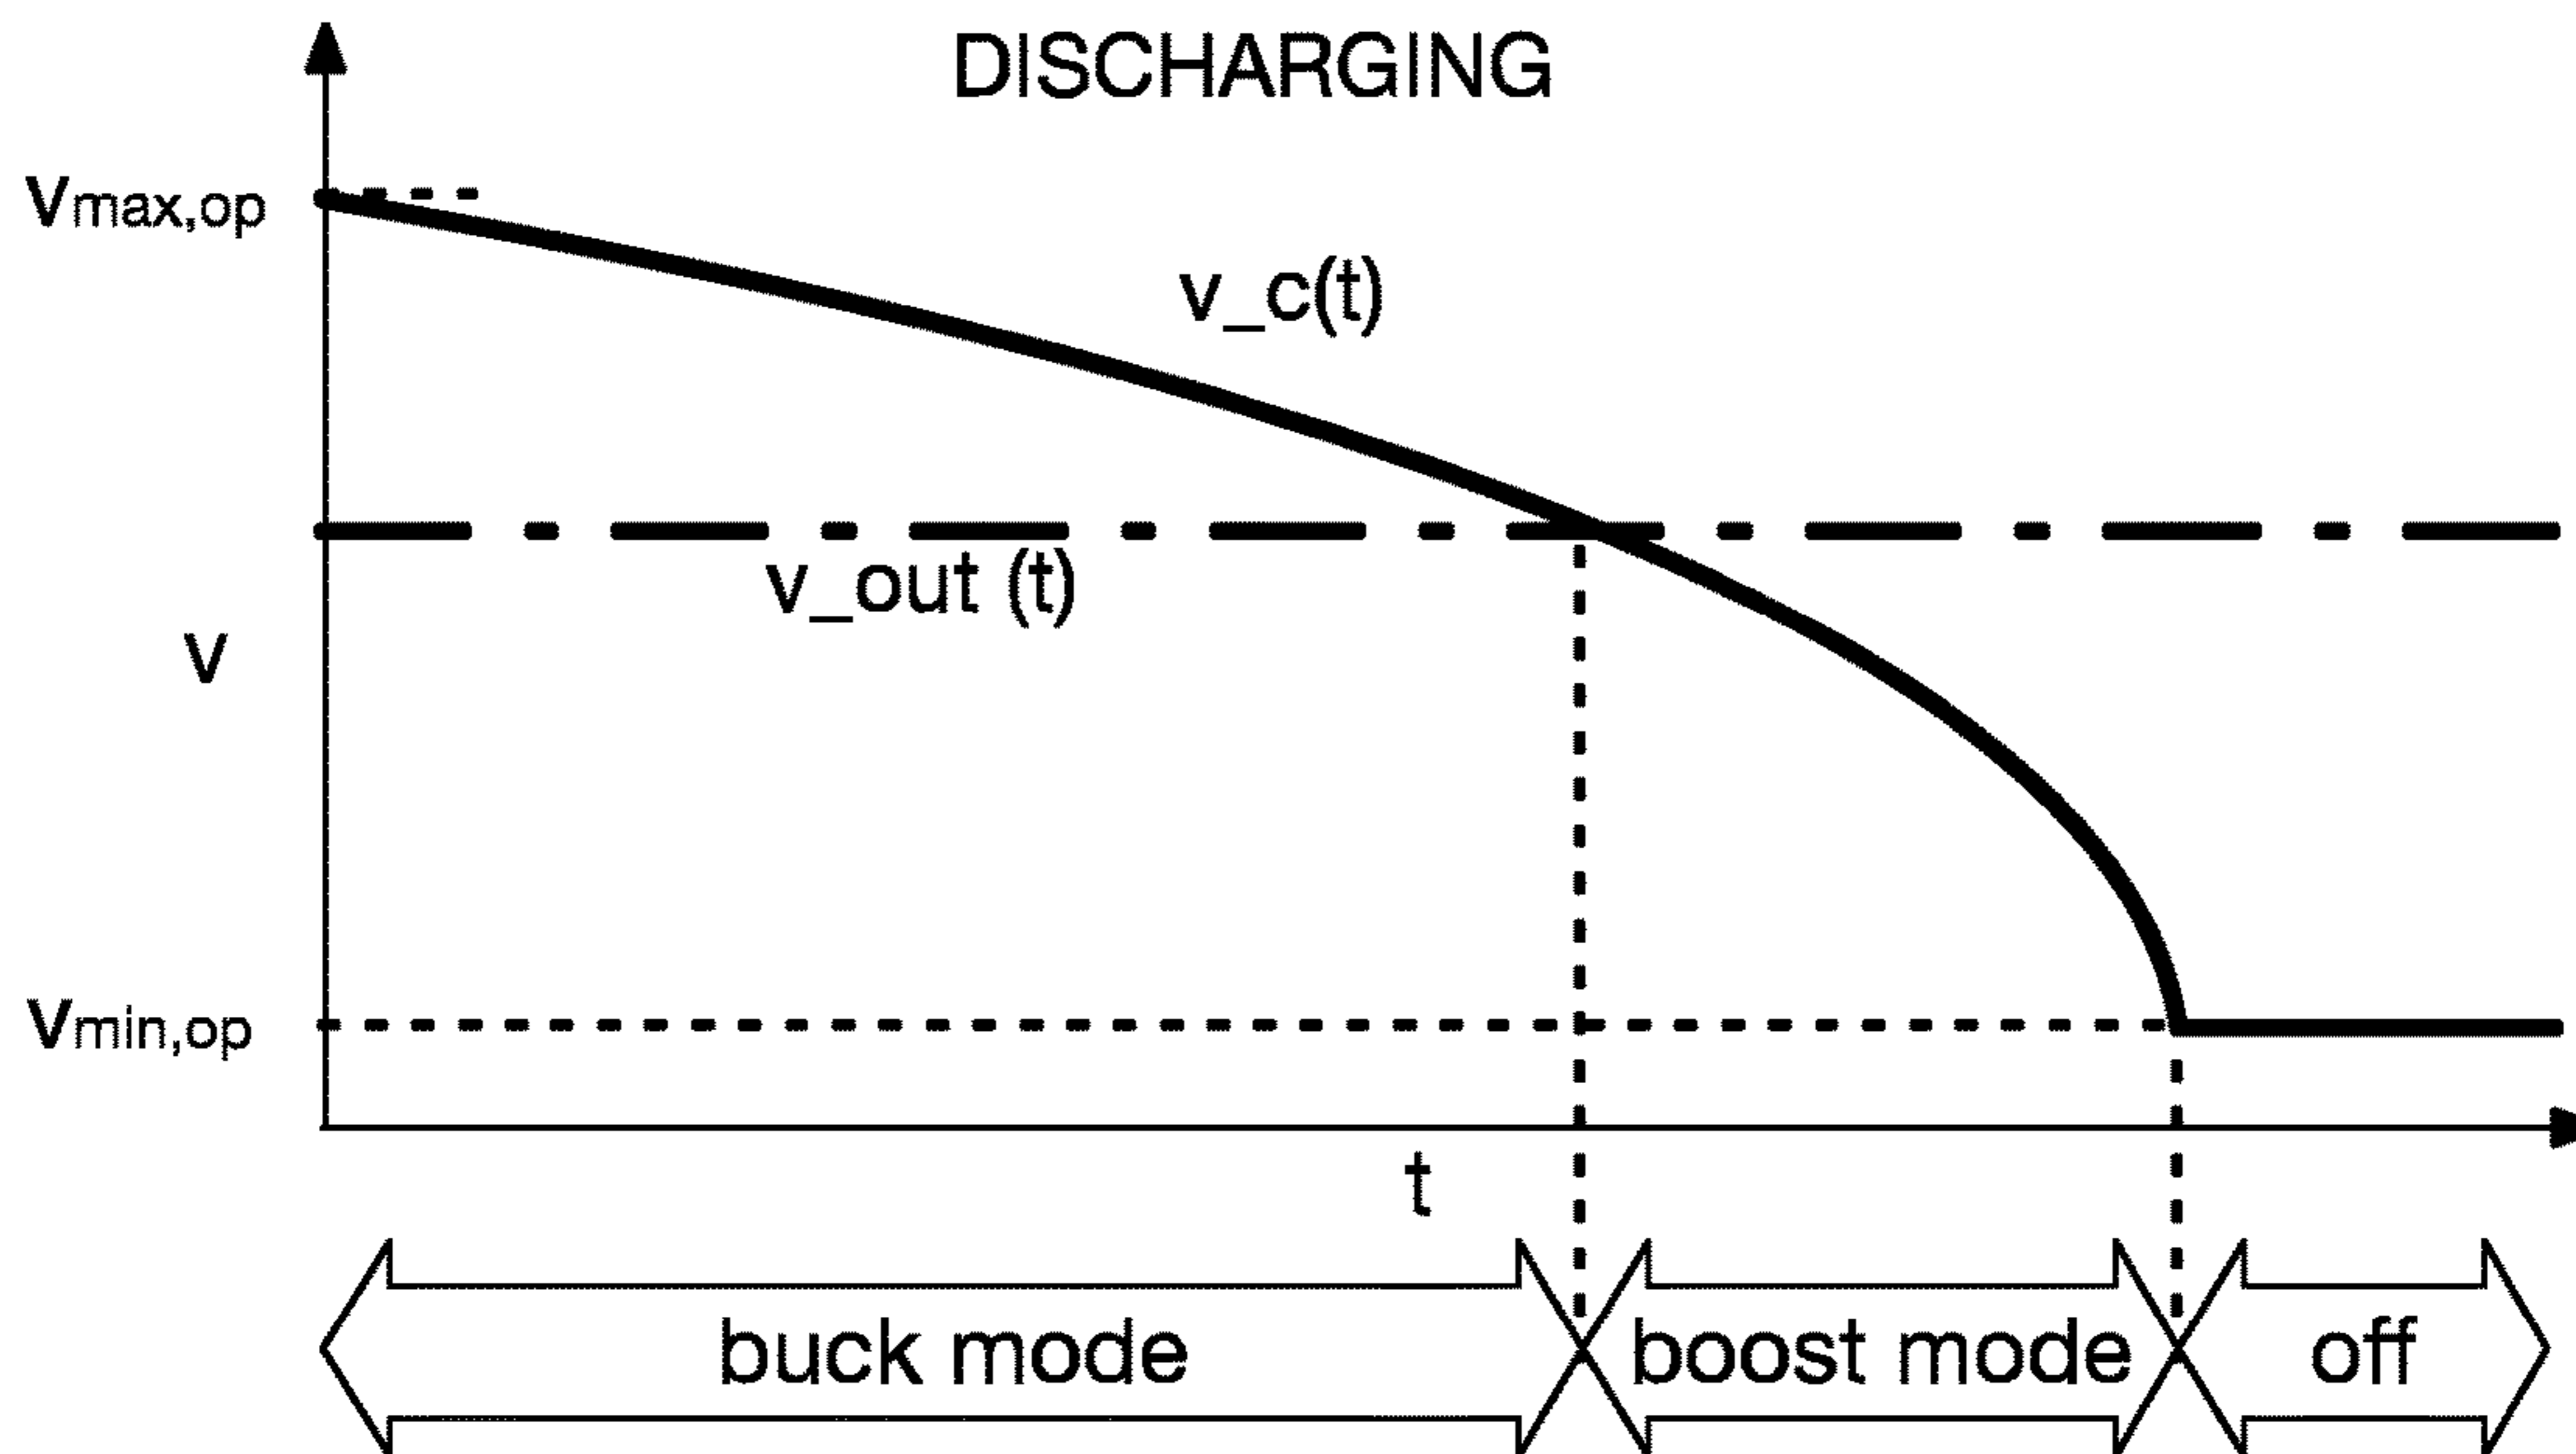 DISCHARGING
vmax,op
v_c(t)
v_out (t)
v
vmin,op
t
buck mode
boost mode
off